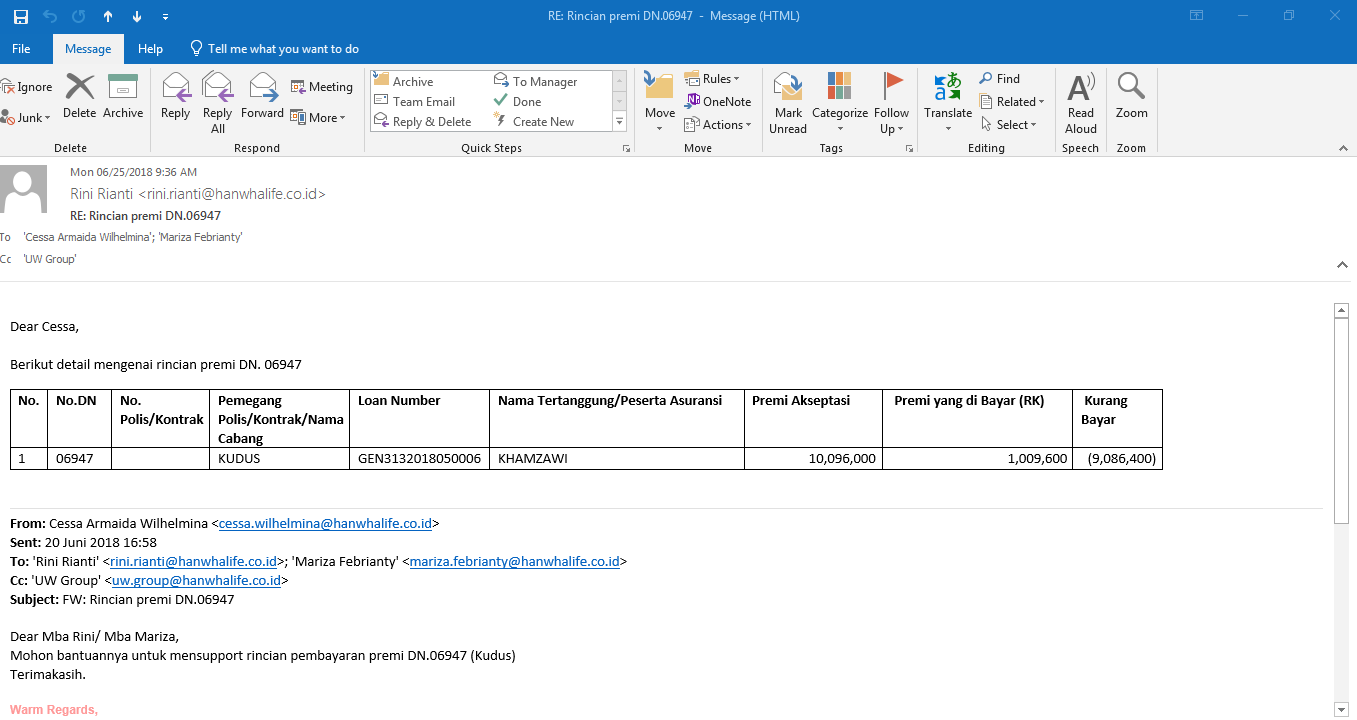 RE: Rincian premi DN.06947 - Message (HTML)
File Message Help Tell me what you want to do
Ignore
Junk
Delete
Archive
Delete
Reply
Reply All
Forward
Meeting
More
Respond
Archive
Team Email
Reply & Delete
To Manager
Done
Create New
Quick Steps
Move
Rules
OneNote
Actions
Move
Mark Unread
Categorize
Follow Up
Tags
Translate
Find
Related
Select
Editing
Read Aloud
Speech
Zoom
Zoom
Mon 06/25/2018 9:36 AM
Rini Rianti <rini.rianti@hanwhalife.co.id>
RE: Rincian premi DN.06947
To 'Cessa Armaida Wilhelmina'; 'Mariza Febrianty'
Cc 'UW Group'
Dear Cessa,
Berikut detail mengenai rincian premi DN. 06947
No. No.DN No. Polis/Kontrak Pemegang Polis/Kontrak/Nama Cabang Loan Number Nama Tertanggung/Peserta Asuransi Premi Akseptasi Premi yang di Bayar (RK) Kurang Bayar
1 06947 KUDUS GEN3132018050006 KHAMZAWI 10,096,000 1,009,600 (9,086,400)
From: Cessa Armaida Wilhelmina <cessa.wilhelmina@hanwhalife.co.id>
Sent: 20 Juni 2018 16:58
To: 'Rini Rianti' <rini.rianti@hanwhalife.co.id>; 'Mariza Febrianty' <mariza.febrianty@hanwhalife.co.id>
Cc: 'UW Group' <uw.group@hanwhalife.co.id>
Subject: FW: Rincian premi DN.06947
Dear Mba Rini/ Mba Mariza,
Mohon bantuannya untuk mensupport rincian pembayaran premi DN.06947 (Kudus)
Terimakasih.
Warm Regards,